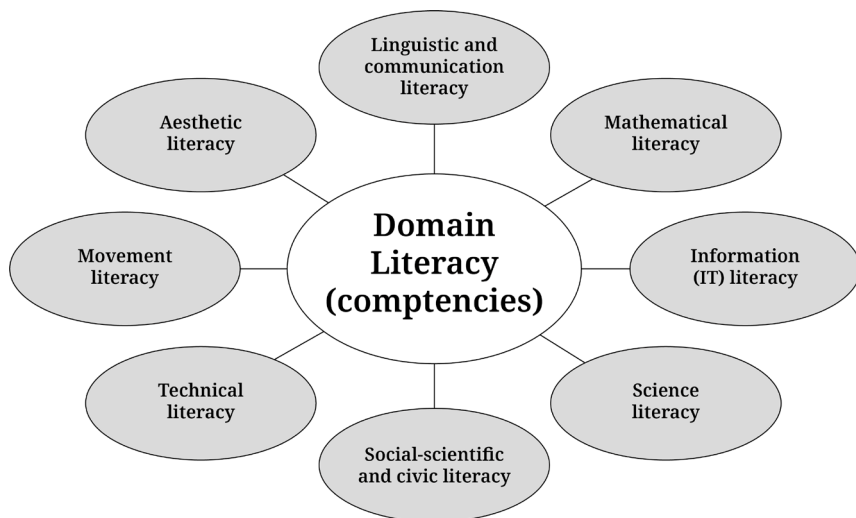 Linguistic and
communication
literacy
Aesthetic
literacy
Mathematical
literacy
Domain
Literacy
(comptencies)
Movement
literacy
Information
(IT) literacy
Technical
literacy
Science
literacy
Social-scientific
and civic literacy